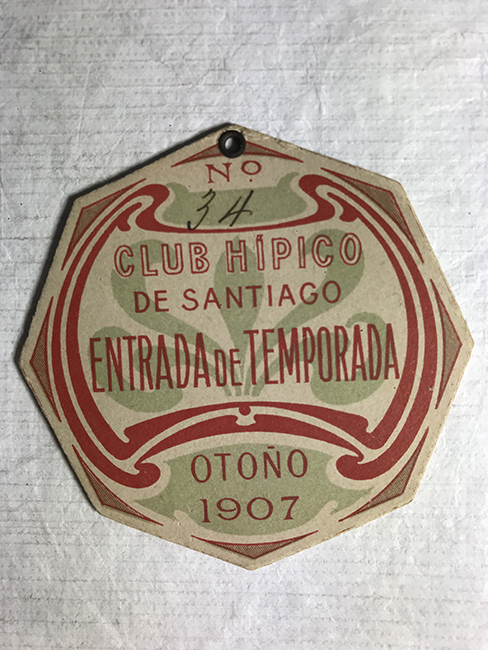 Nº
34
CLUB HÍPICO
DE SANTIAGO
ENTRADA DE TEMPORADA
OTOÑO
1907